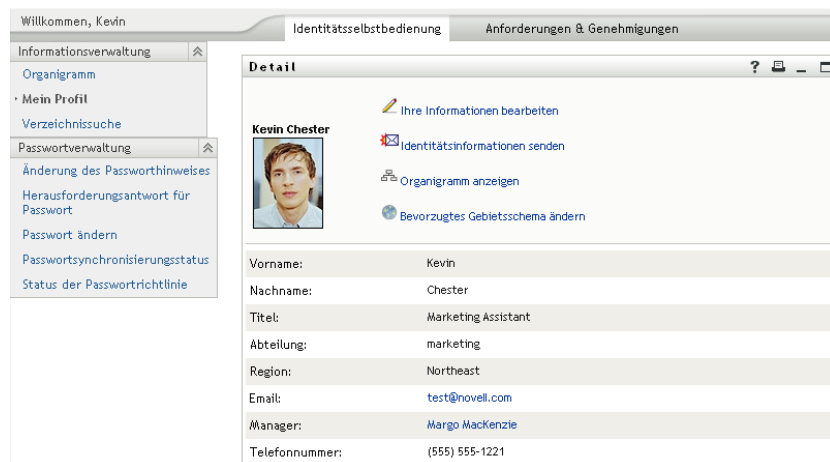 Willkommen, Kevin
Identitätsselbstbedienung
Anforderungen & Genehmigungen
Informationsverwaltung
Organigramm
Mein Profil
Verzeichnissuche
Passwortverwaltung
Änderung des Passworthinweises
Herausforderungsantwort für
Passwort
Passwort ändern
Passwortsynchronisierungsstatus
Status der Passwortrichtlinie
Detail
?
Kevin Chester
Ihre Informationen bearbeiten
Identitätsinformationen senden
Organigramm anzeigen
Bevorzugtes Gebietsschema ändern
Vorname: Kevin
Nachname: Chester
Titel: Marketing Assistant
Abteilung: marketing
Region: Northeast
Email: test@novell.com
Manager: Margo MacKenzie
Telefonnummer: (555) 555-1221